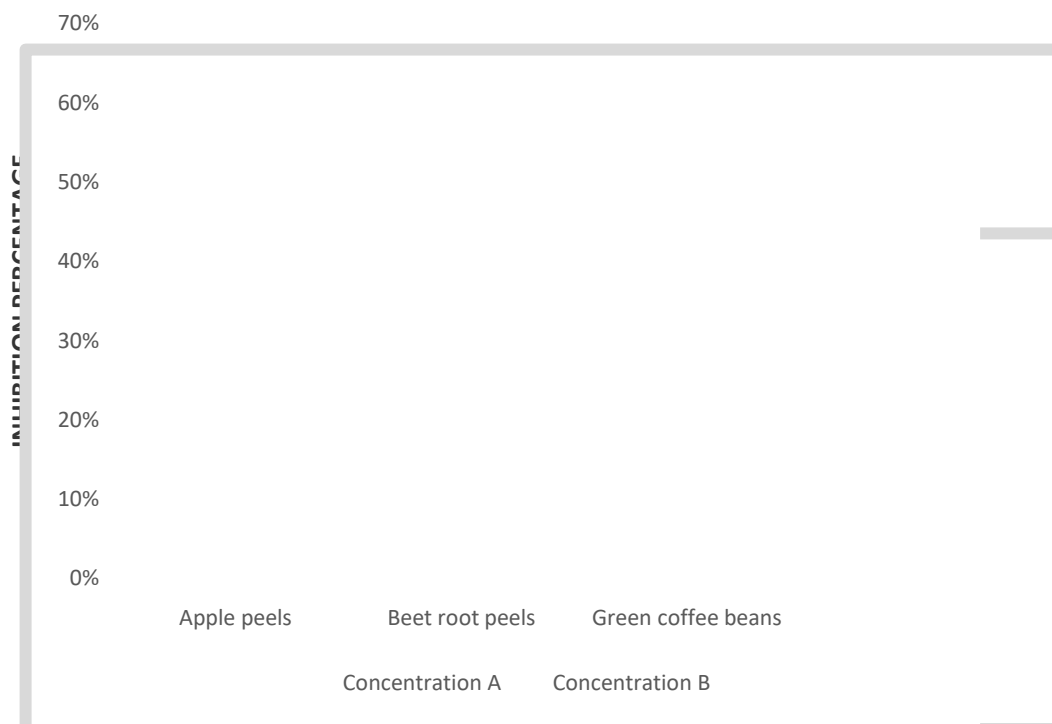 70%
60%
50%
40%
30%
20%
10%
0%
INHIBITION PERCENTAGE
Apple peels Beet root peels Green coffee beans
Concentration A Concentration B